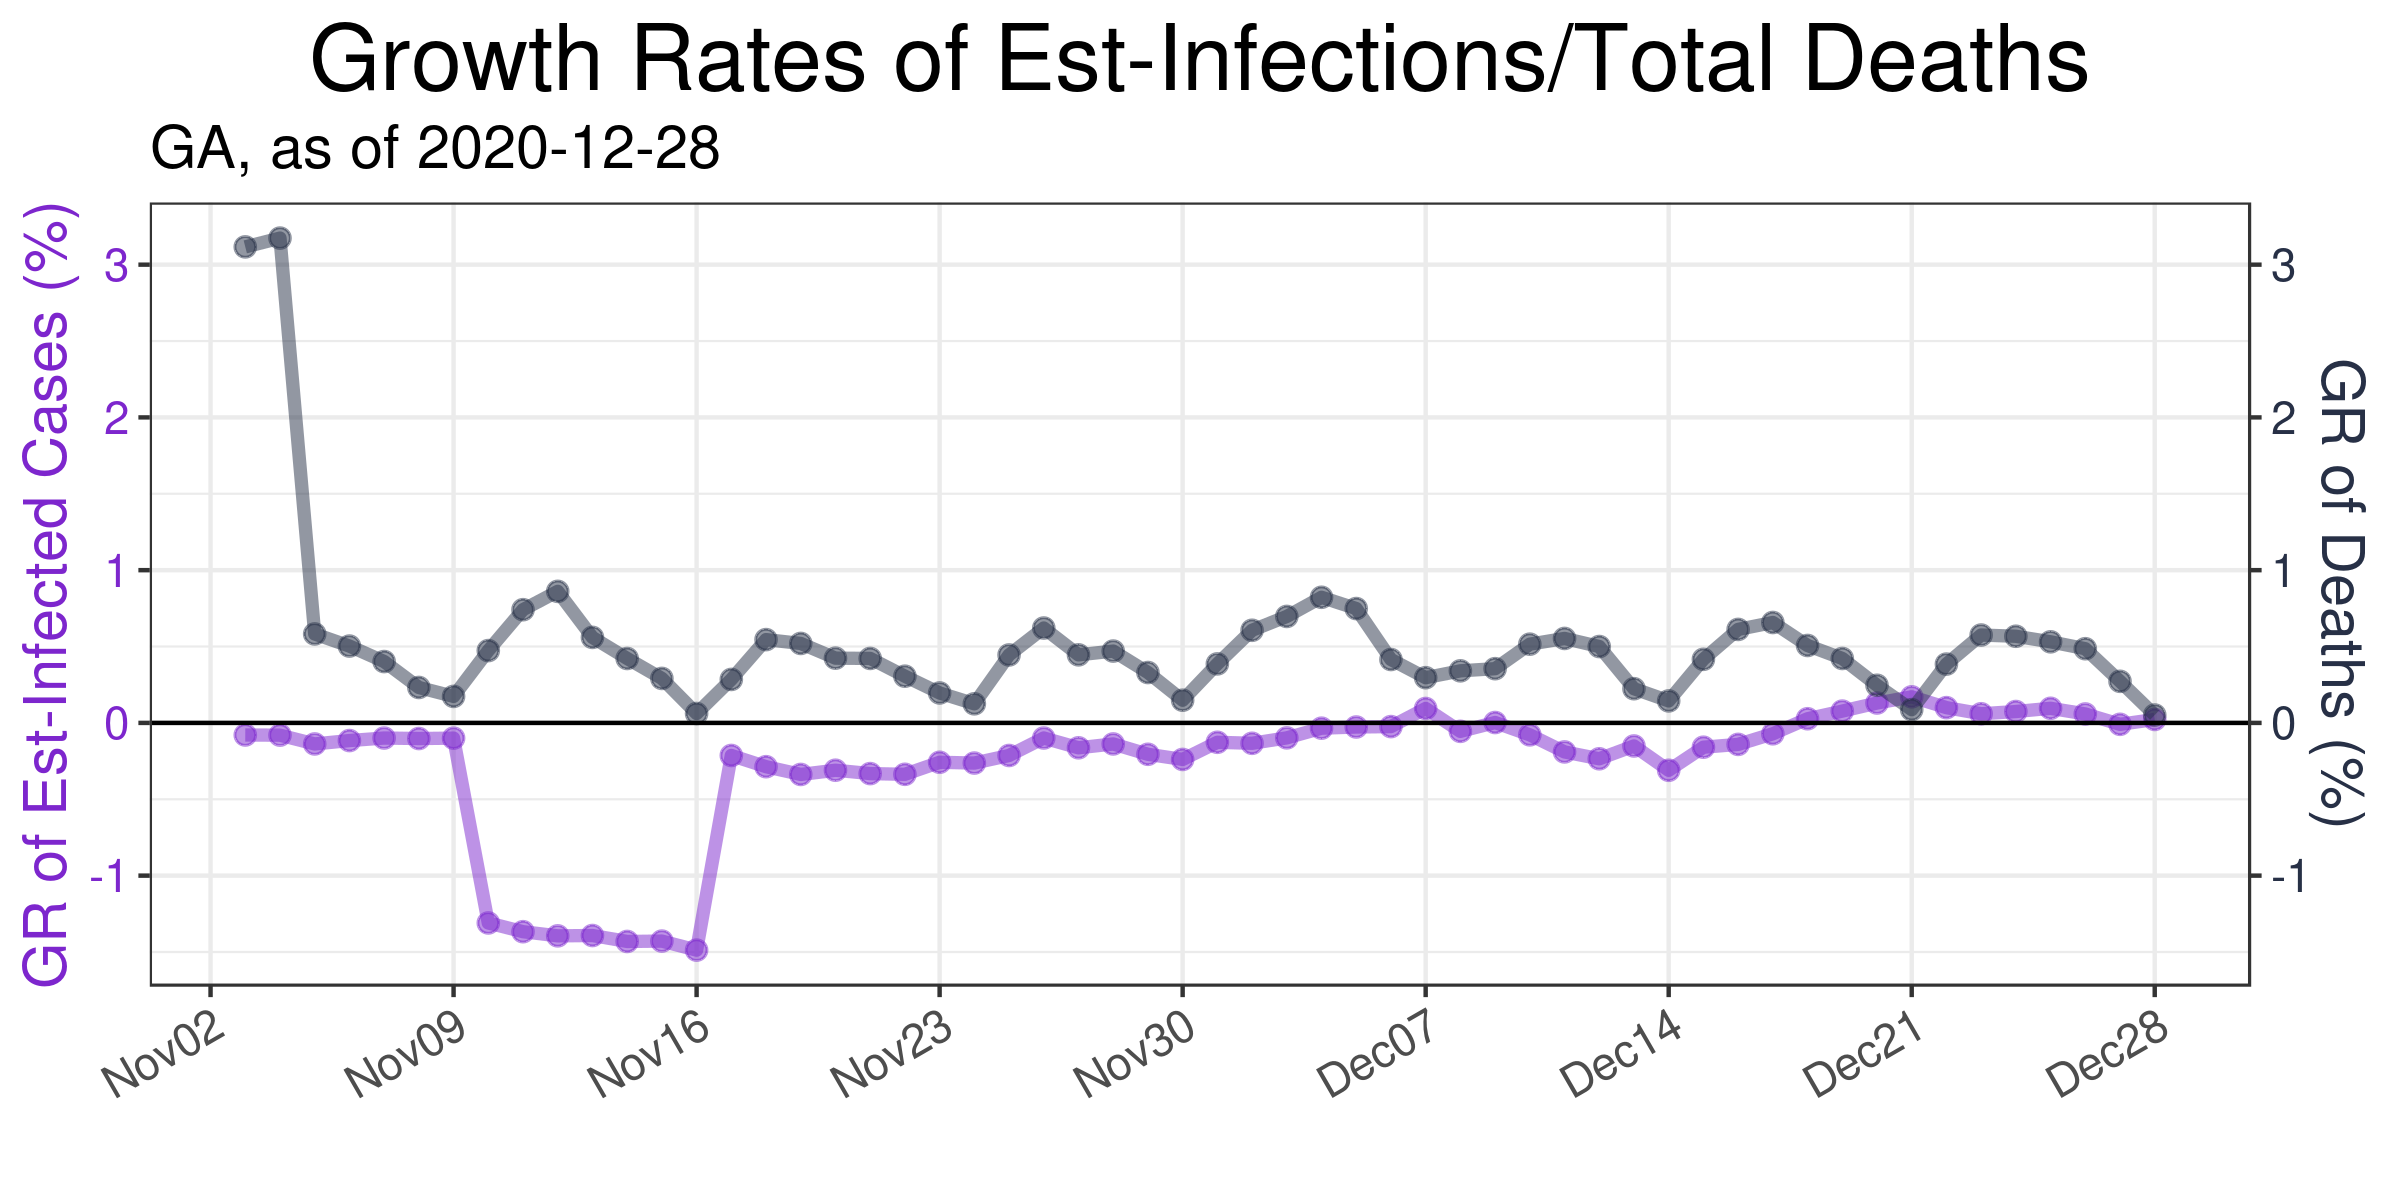 Growth Rates of Est-Infections/Total Deaths
GA, as of 2020-12-28
GR of Est-Infected Cases (%)
3
2
1
0
-1
3
2
1
0
-1
GR of Deaths (%)
Nov02
Nov09
Nov16
Nov23
Nov30
Dec07
Dec14
Dec21
Dec28